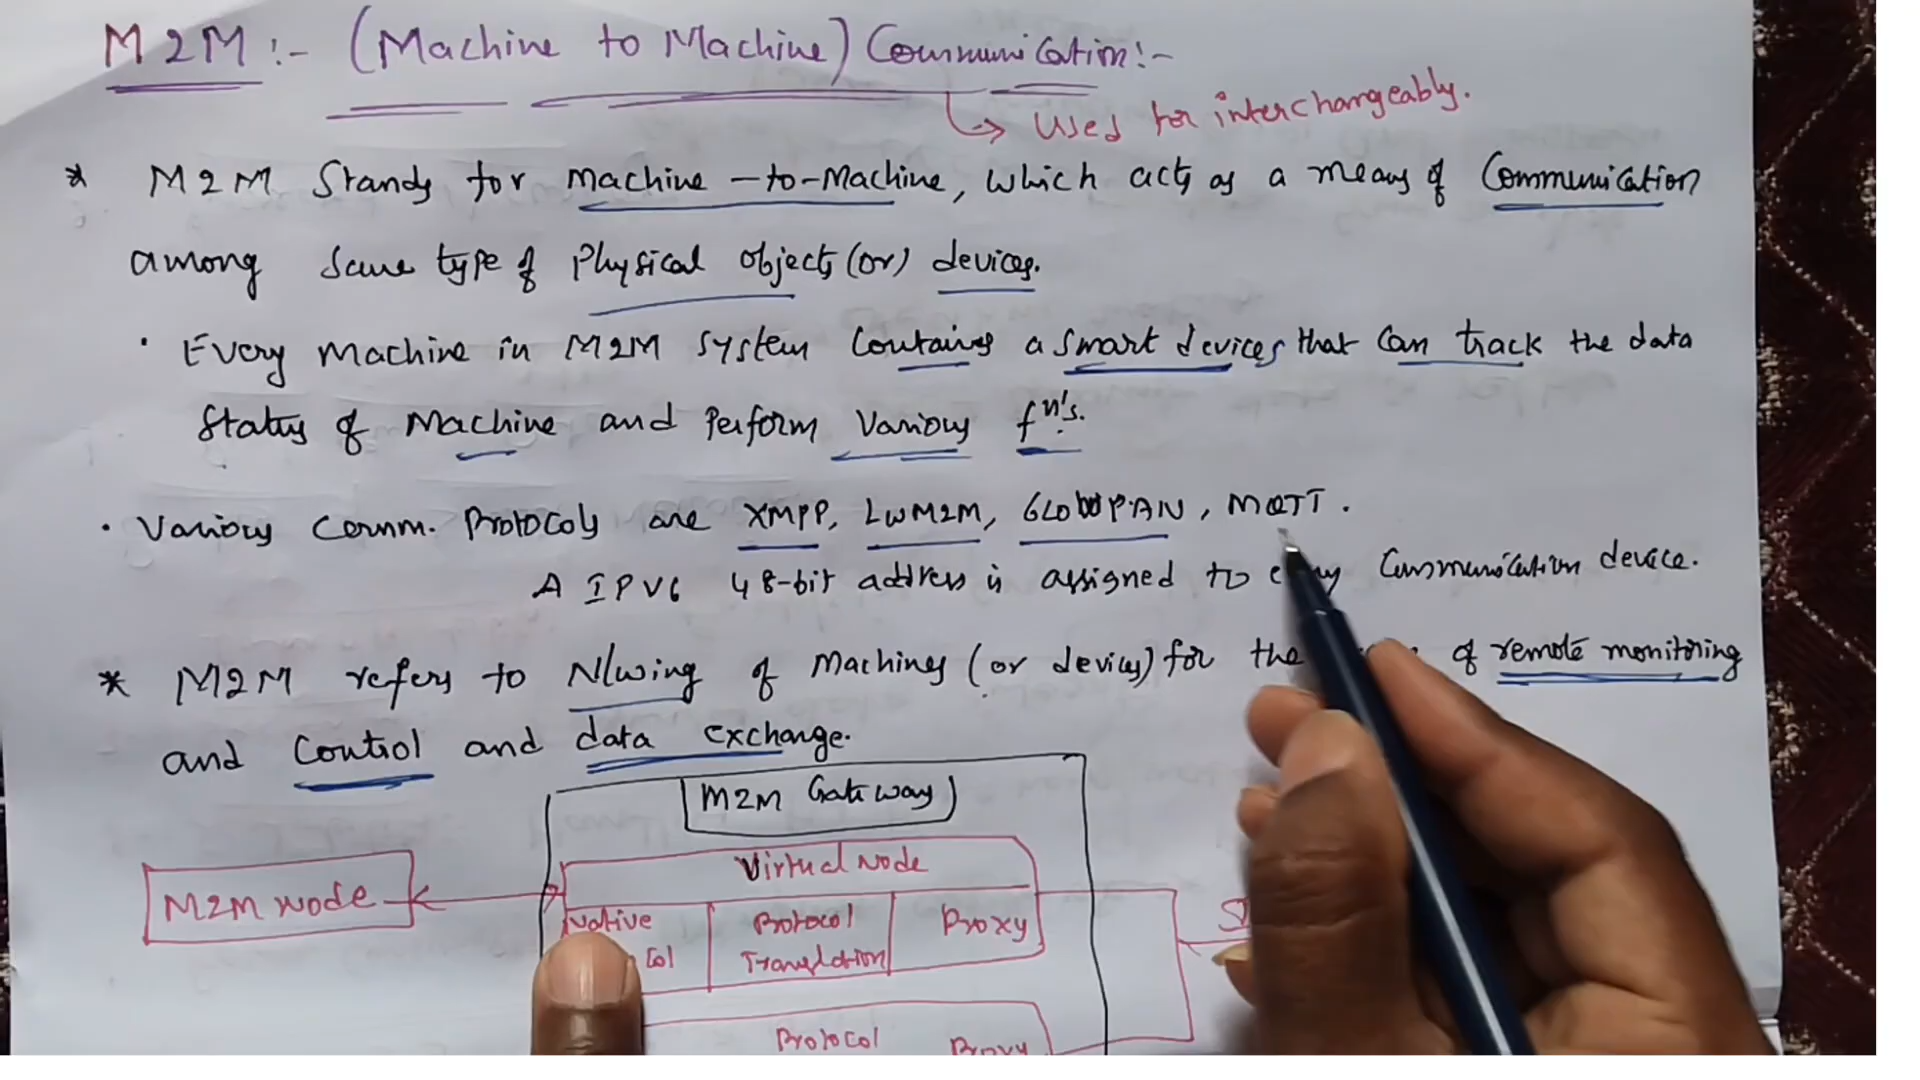 M2M :- (Machine to Machine) Communication :-
→ Used for interchangeably.
* M2M Stands for Machine-to-Machine, which acts as a means of Communication
among same type of Physical objects (or) devices.
• Every Machine in M2M System Contains a smart devices that Can track the data
Status of Machine and Perform Various fn's.
• Various Comm. Protocols are XMPP, LWM2M, 6LoWPAN, MQTT.
A IPV6 48-bit address is assigned to Communication device.
* M2M refers to N/wing of Machines (or devices) for the of remote monitoring
and Control and data exchange.
M2M Gateway
Virtual Node
M2M Node
Native
Protocol
Proxy
Col
Translation
Protocol
Proxy